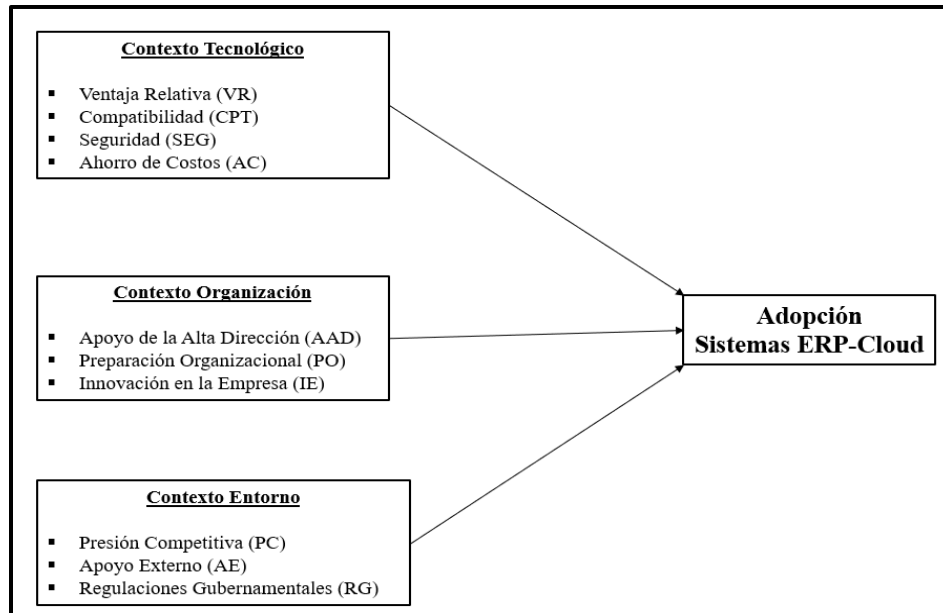 Contexto Tecnológico
▪ Ventaja Relativa (VR)
▪ Compatibilidad (CPT)
▪ Seguridad (SEG)
▪ Ahorro de Costos (AC)
Contexto Organización
▪ Apoyo de la Alta Dirección (AAD)
▪ Preparación Organizacional (PO)
▪ Innovación en la Empresa (IE)
Contexto Entorno
▪ Presión Competitiva (PC)
▪ Apoyo Externo (AE)
▪ Regulaciones Gubernamentales (RG)
Adopción
Sistemas ERP-Cloud